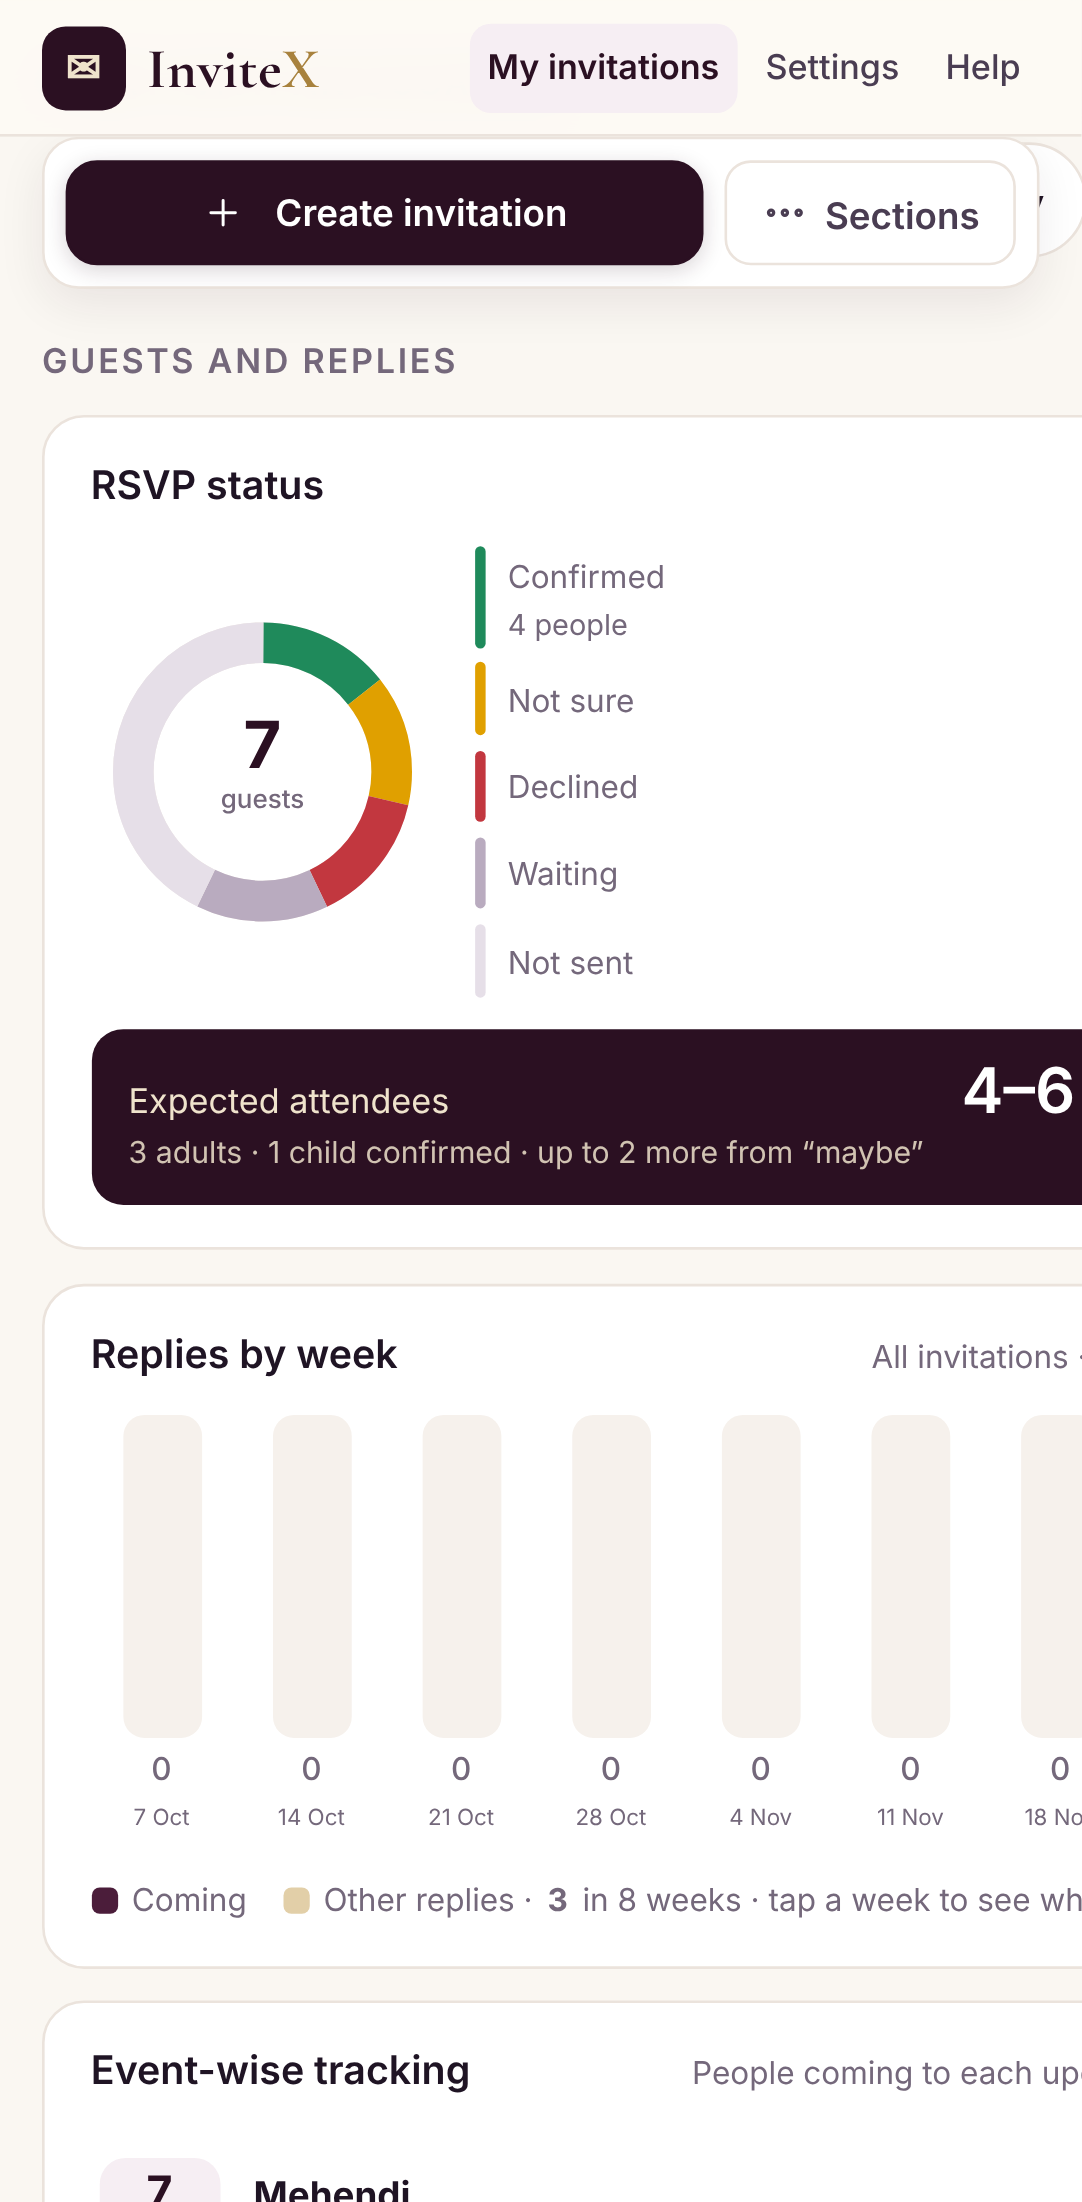 InviteX
My invitations
Settings
Help
+ Create invitation
Sections
GUESTS AND REPLIES
RSVP status
7
guests
Confirmed
4 people
Not sure
Declined
Waiting
Not sent
Expected attendees
4–6
3 adults · 1 child confirmed · up to 2 more from “maybe”
Replies by week
All invitations ·
0 0 0 0 0 0 0
7 Oct 14 Oct 21 Oct 28 Oct 4 Nov 11 Nov 18
Coming
Other replies · 3 in 8 weeks · tap a week to see
Event-wise tracking
People coming to each
7
Mehendi